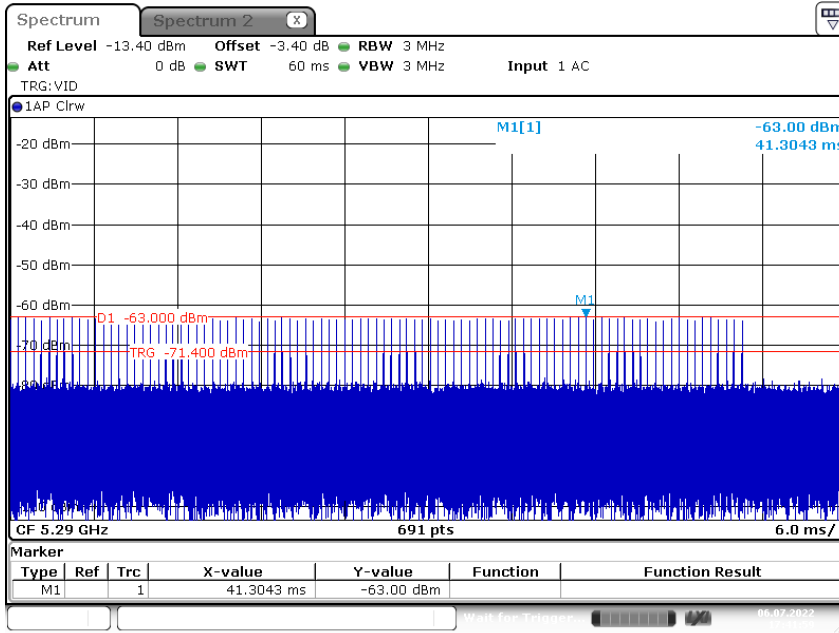 Spectrum Spectrum 2 X
Ref Level -13.40 dBm Offset -3.40 dB RBW 3 MHz
Att 0 dB SWT 60 ms VBW 3 MHz Input 1 AC
TRG:VID
1AP Clrw
M1[1] -63.00 dBm
41.3043 ms
-20 dBm
-30 dBm
-40 dBm
-50 dBm
-60 dBm
M1
D1 -63.000 dBm
-70 dBm
TRG -71.400 dBm
CF 5.29 GHz 691 pts 6.0 ms/
Marker
Type Ref Trc X-value Y-value Function Function Result
M1 1 41.3043 ms -63.00 dBm
Wait for Trigger...
06.07.2022